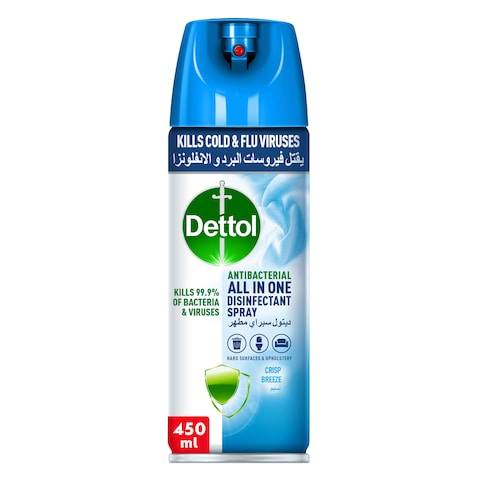 KILLS COLD & FLU VIRUSES
يقتل فيروسات البرد و الانفلونزا
Dettol
KILLS 99.9%
OF BACTERIA
& VIRUSES
ANTIBACTERIAL
ALL IN ONE
DISINFECTANT
SPRAY
ديتول سبراي مطهر
HARD SURFACES & UPHOLSTERY
CRISP
BREEZE
450
ml